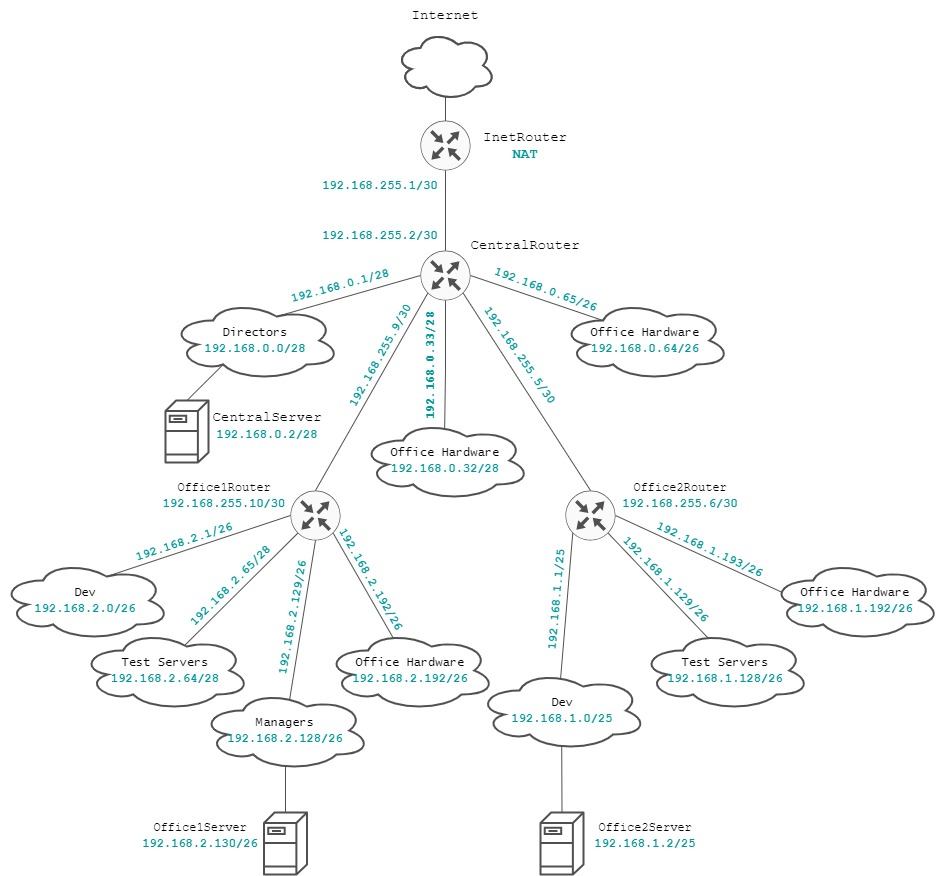 Internet
InetRouter
NAT
192.168.255.1/30
192.168.255.2/30
CentralRouter
192.168.0.1/28
192.168.255.9/30
192.168.0.33/28
192.168.255.5/30
192.168.0.65/26
Directors
192.168.0.0/28
Office Hardware
192.168.0.64/26
CentralServer
192.168.0.2/28
Office Hardware
192.168.0.32/28
Office1Router
192.168.255.10/30
Office2Router
192.168.255.6/30
192.168.2.1/26
192.168.2.65/28
192.168.2.129/26
192.168.2.192/26
192.168.1.1/25
192.168.1.129/26
192.168.1.193/26
Dev
192.168.2.0/26
Office Hardware
192.168.1.192/26
Test Servers
192.168.2.64/28
Office Hardware
192.168.2.192/26
Test Servers
192.168.1.128/26
Managers
192.168.2.128/26
Dev
192.168.1.0/25
Office1Server
192.168.2.130/26
Office2Server
192.168.1.2/25